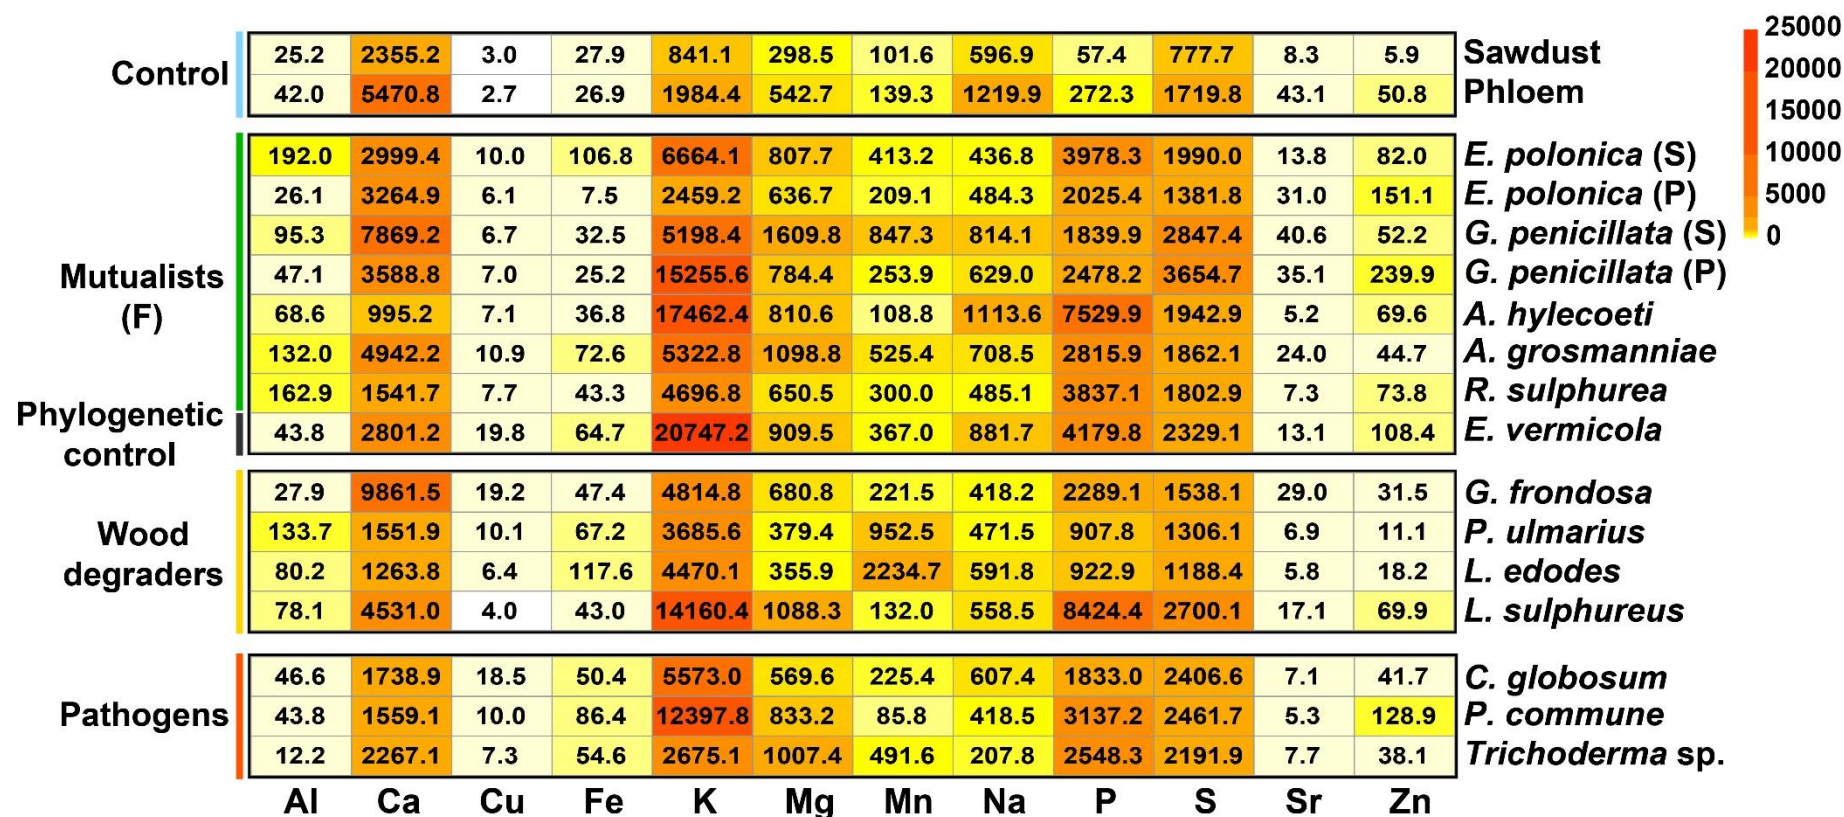 Control
25.2 2355.2 3.0 27.9 841.1 298.5 101.6 596.9 57.4 777.7 8.3 5.9 Sawdust
42.0 5470.8 2.7 26.9 1984.4 542.7 139.3 1219.9 272.3 1719.8 43.1 50.8 Phloem
Mutualists
(F)
192.0 2999.4 10.0 106.8 6664.1 807.7 413.2 436.8 3978.3 1990.0 13.8 82.0 E. polonica (S)
26.1 3264.9 6.1 7.5 2459.2 636.7 209.1 484.3 2025.4 1381.8 31.0 151.1 E. polonica (P)
95.3 7869.2 6.7 32.5 5198.4 1609.8 847.3 814.1 1839.9 2847.4 40.6 52.2 G. penicillata (S)
47.1 3588.8 7.0 25.2 15255.6 784.4 253.9 629.0 2478.2 3654.7 35.1 239.9 G. penicillata (P)
68.6 995.2 7.1 36.8 17462.4 810.6 108.8 1113.6 7529.9 1942.9 5.2 69.6 A. hylecoeti
132.0 4942.2 10.9 72.6 5322.8 1098.8 525.4 708.5 2815.9 1862.1 24.0 44.7 A. grosmanniae
162.9 1541.7 7.7 43.3 4696.8 650.5 300.0 485.1 3837.1 1802.9 7.3 73.8 R. sulphurea
Phylogenetic
control
43.8 2801.2 19.8 64.7 20747.2 909.5 367.0 881.7 4179.8 2329.1 13.1 108.4 E. vermicola
Wood
degraders
27.9 9861.5 19.2 47.4 4814.8 680.8 221.5 418.2 2289.1 1538.1 29.0 31.5 G. frondosa
133.7 1551.9 10.1 67.2 3685.6 379.4 952.5 471.5 907.8 1306.1 6.9 11.1 P. ulmarius
80.2 1263.8 6.4 117.6 4470.1 355.9 2234.7 591.8 922.9 1188.4 5.8 18.2 L. edodes
78.1 4531.0 4.0 43.0 14160.4 1088.3 132.0 558.5 8424.4 2700.1 17.1 69.9 L. sulphureus
Pathogens
46.6 1738.9 18.5 50.4 5573.0 569.6 225.4 607.4 1833.0 2406.6 7.1 41.7 C. globosum
43.8 1559.1 10.0 86.4 12397.8 833.2 85.8 418.5 3137.2 2461.7 5.3 128.9 P. commune
12.2 2267.1 7.3 54.6 2675.1 1007.4 491.6 207.8 2548.3 2191.9 7.7 38.1 Trichoderma sp.
Al Ca Cu Fe K Mg Mn Na P S Sr Zn
25000
20000
15000
10000
5000
0